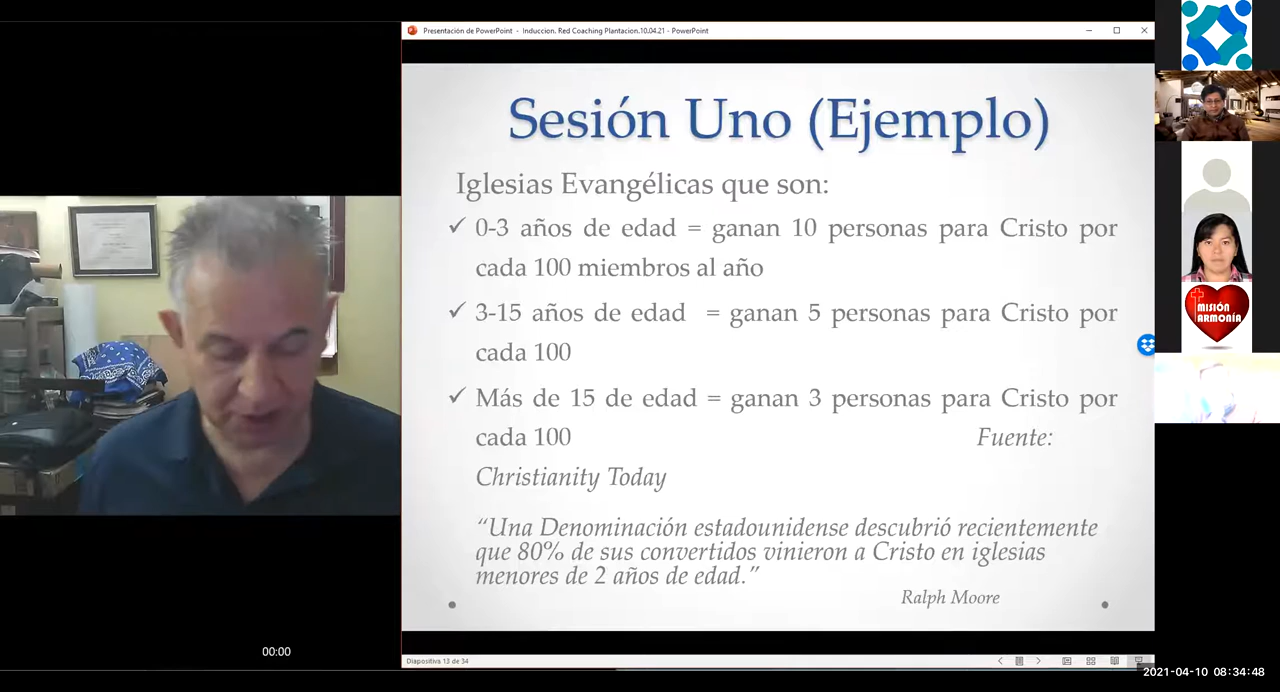 Presentación de PowerPoint - Induccion. Red Coaching Plantacion.10.04.21 - PowerPoint
Sesión Uno (Ejemplo)
Iglesias Evangélicas que son:
✓ 0-3 años de edad = ganan 10 personas para Cristo por
cada 100 miembros al año
✓ 3-15 años de edad = ganan 5 personas para Cristo por
cada 100
✓ Más de 15 de edad = ganan 3 personas para Cristo por
cada 100 Fuente:
Christianity Today
“Una Denominación estadounidense descubrió recientemente
que 80% de sus convertidos vinieron a Cristo en iglesias
menores de 2 años de edad.”
Ralph Moore
MISIÓN
ARMONÍA
00:00
Diapositiva 13 de 34
2021-04-10 08:34:48